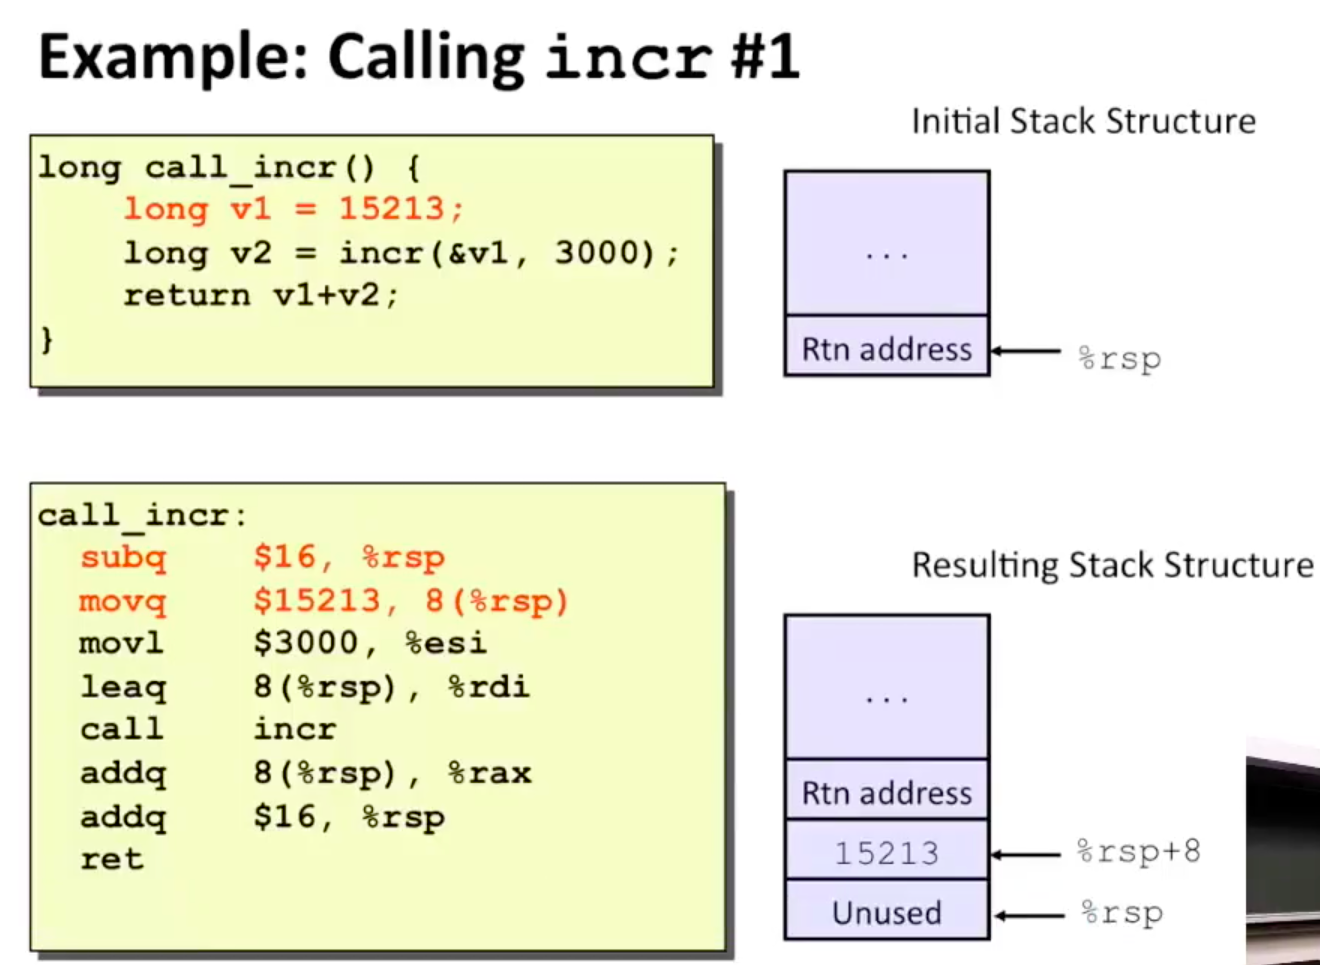 Example: Calling incr #1
long call_incr() {
    long v1 = 15213;
    long v2 = incr(&v1, 3000);
    return v1+v2;
}
Initial Stack Structure
...
Rtn address
%rsp
call_incr:
  subq    $16, %rsp
  movq    $15213, 8(%rsp)
  movl    $3000, %esi
  leaq    8(%rsp), %rdi
  call    incr
  addq    8(%rsp), %rax
  addq    $16, %rsp
  ret
Resulting Stack Structure
...
Rtn address
15213
%rsp+8
Unused
%rsp